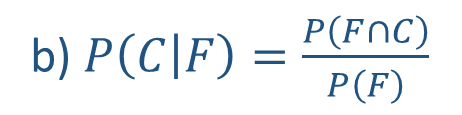 b) P(C|F) = P(F∩C) / P(F)